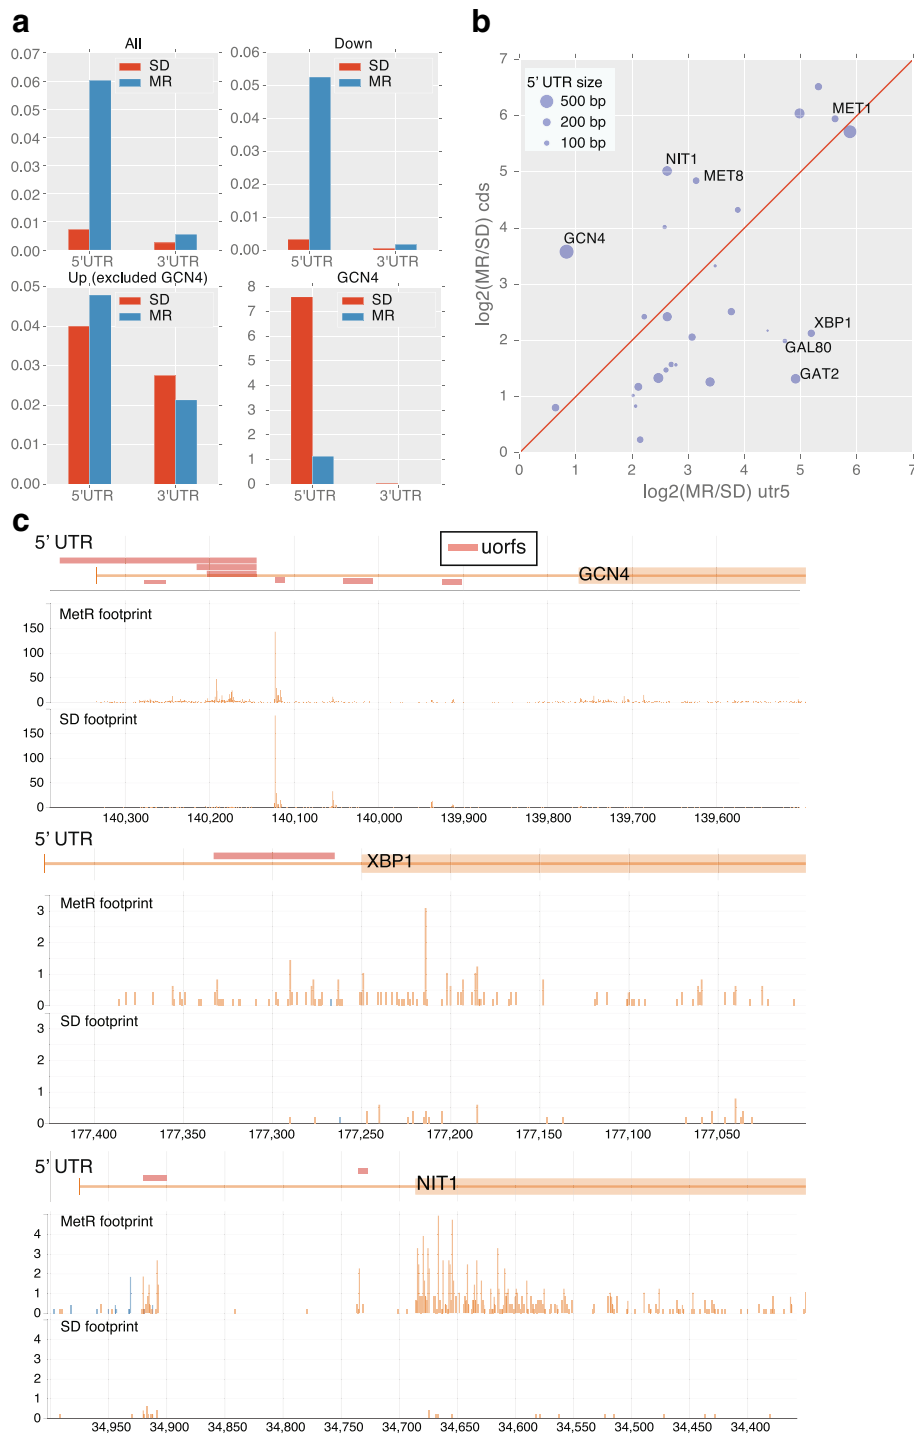 a
All
0.07
0.06
0.05
0.04
0.03
0.02
0.01
0.00
SD
MR
5'UTR
3'UTR
Down
0.06
0.05
0.04
0.03
0.02
0.01
0.00
SD
MR
5'UTR
3'UTR
Up (excluded GCN4)
0.05
0.04
0.03
0.02
0.01
0.00
SD
MR
5'UTR
3'UTR
GCN4
8
7
6
5
4
3
2
1
0
SD
MR
5'UTR
3'UTR
b
log2(MR/SD) cds
7
6
5
4
3
2
1
0
5' UTR size
500 bp
200 bp
100 bp
MET1
NIT1
MET8
GCN4
XBP1
GAL80
GAT2
0 1 2 3 4 5 6 7
log2(MR/SD) utr5
c
5' UTR
uorfs
GCN4
MetR footprint
150
100
50
0
SD footprint
150
100
50
0
140,300 140,200 140,100 140,000 139,900 139,800 139,700 139,600
5' UTR
XBP1
MetR footprint
3
2
1
0
SD footprint
3
2
1
0
177,400 177,350 177,300 177,250 177,200 177,150 177,100 177,050
5' UTR
NIT1
MetR footprint
4
3
2
1
0
SD footprint
4
3
2
1
0
34,950 34,900 34,850 34,800 34,750 34,700 34,650 34,600 34,550 34,500 34,450 34,400